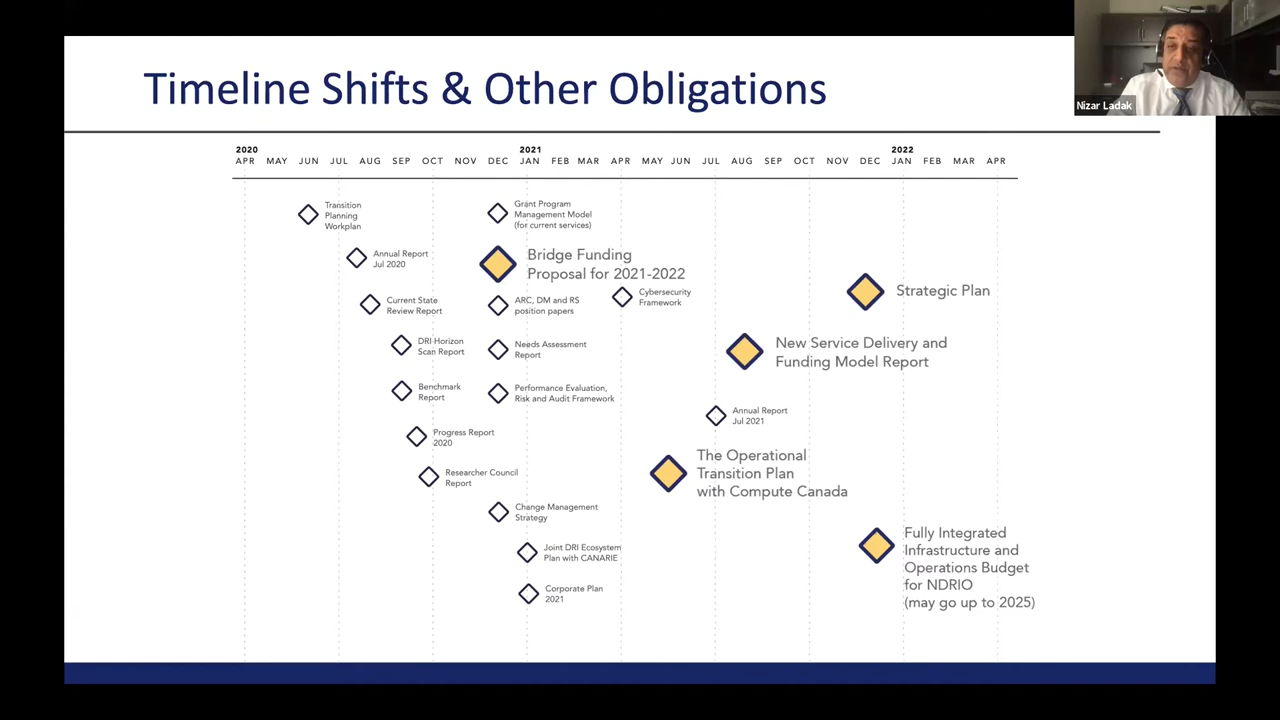 Timeline Shifts & Other Obligations
Nizar Ladak
2020 2021 2022
APR MAY JUN JUL AUG SEP OCT NOV DEC JAN FEB MAR APR MAY JUN JUL AUG SEP OCT NOV DEC JAN FEB MAR APR
Transition
Planning
Workplan
Annual Report
Jul 2020
Current State
Review Report
DRI Horizon
Scan Report
Benchmark
Report
Progress Report
2020
Researcher Council
Report
Grant Program
Management Model
(for current services)
Bridge Funding
Proposal for 2021-2022
ARC, DM and RS
position papers
Cybersecurity
Framework
Needs Assessment
Report
Performance Evaluation,
Risk and Audit Framework
Change Management
Strategy
Joint DRI Ecosystem
Plan with CANARIE
Corporate Plan
2021
Strategic Plan
New Service Delivery and
Funding Model Report
Annual Report
Jul 2021
The Operational
Transition Plan
with Compute Canada
Fully Integrated
Infrastructure and
Operations Budget
for NDRIO
(may go up to 2025)